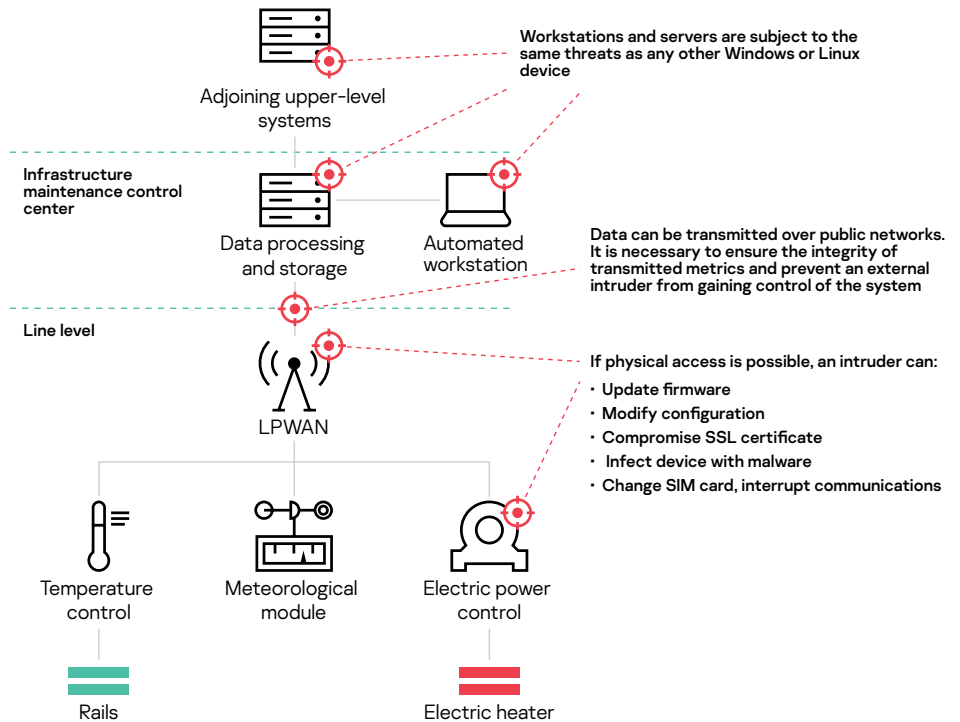 Workstations and servers are subject to the
same threats as any other Windows or Linux
device
Adjoining upper-level
systems
Infrastructure
maintenance control
center
Data processing
and storage
Automated
workstation
Data can be transmitted over public networks.
It is necessary to ensure the integrity of
transmitted metrics and prevent an external
intruder from gaining control of the system
Line level
If physical access is possible, an intruder can:
· Update firmware
· Modify configuration
· Compromise SSL certificate
· Infect device with malware
· Change SIM card, interrupt communications
LPWAN
Temperature
control
Meteorological
module
Electric power
control
Rails
Electric heater